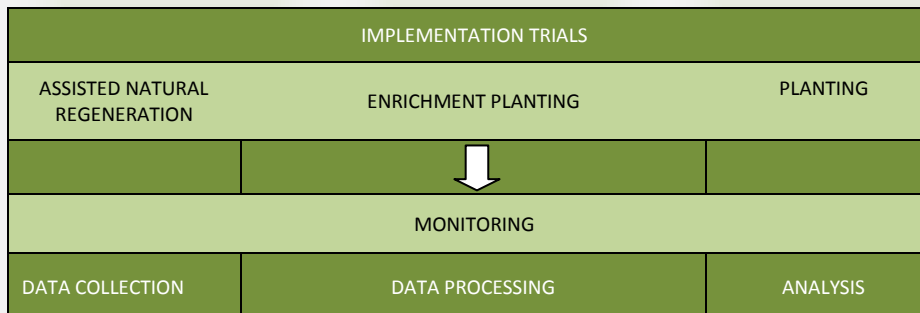 IMPLEMENTATION TRIALS
ASSISTED NATURAL
REGENERATION
ENRICHMENT PLANTING
PLANTING
MONITORING
DATA COLLECTION
DATA PROCESSING
ANALYSIS